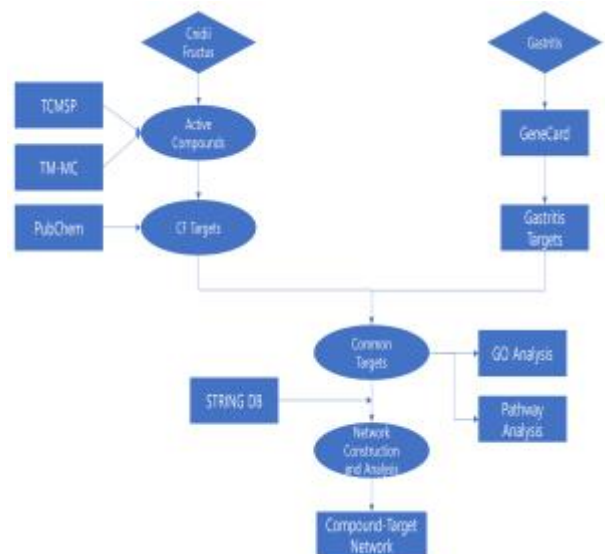 Cnidii
Fructus
Gastritis
TCMSP
Active
Compounds
GeneCard
TM-MC
PubChem
CF Targets
Gastritis
Targets
Common
Targets
GO Analysis
STRING DB
Pathway
Analysis
Network
Construction
and Analysis
Compound-Target
Network